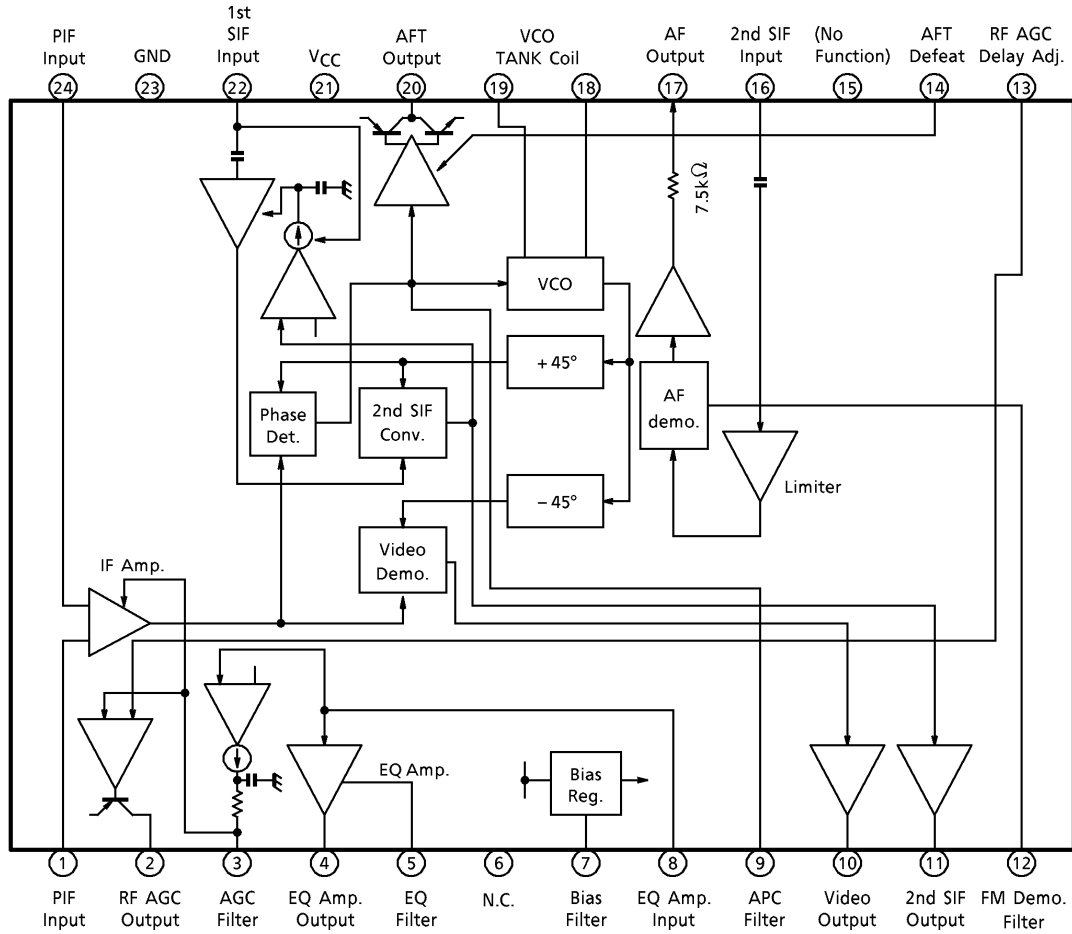 1st
PIF SIF VCO AF 2nd SIF (No AFT RF AGC
Input GND Input VCC AFT Output TANK Coil Output Input Function) Defeat Delay Adj.
24 23 22 21 20 19 18 17 16 15 14 13
7.5kΩ
VCO
+45°
Phase
Det.
2nd SIF
Conv.
AF
demo.
Limiter
−45°
Video
Demo.
IF Amp.
EQ Amp.
Bias
Reg.
1 2 3 4 5 6 7 8 9 10 11 12
PIF RF AGC AGC EQ Amp. EQ N.C. Bias EQ Amp. APC Video 2nd SIF FM Demo.
Input Output Filter Output Filter Filter Input Filter Output Output Filter